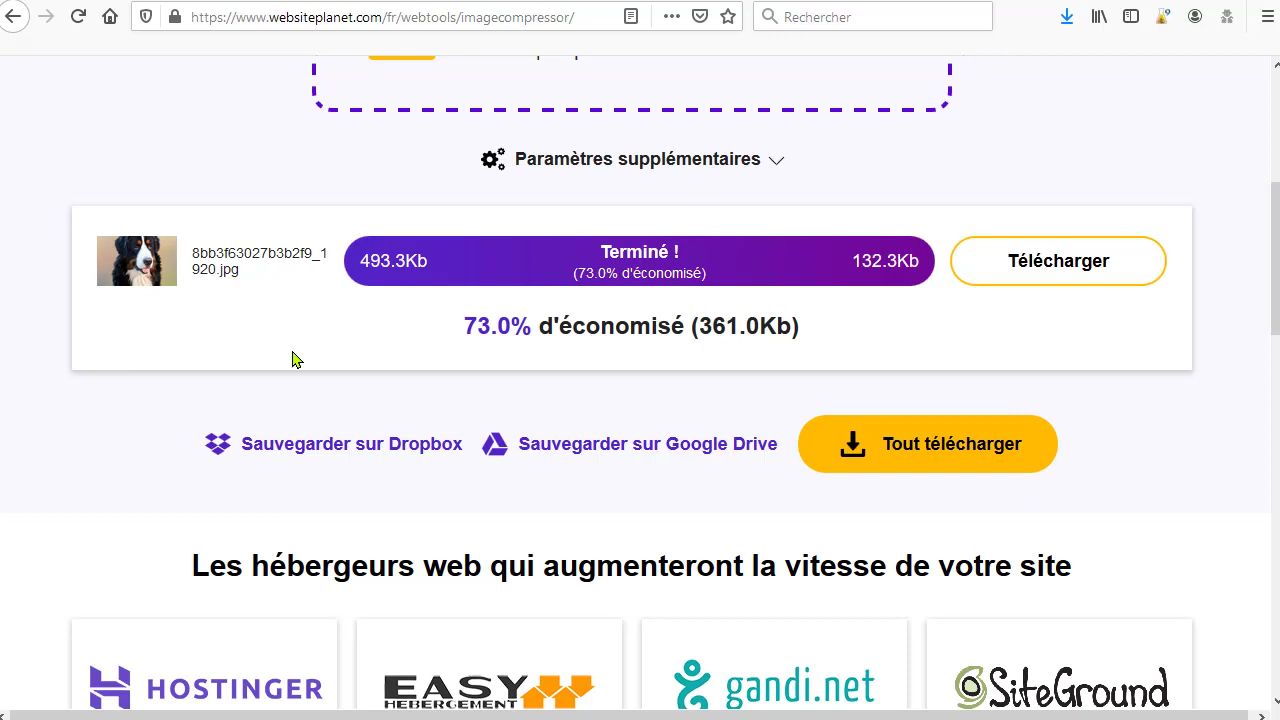 https://www.websiteplanet.com/fr/webtools/imagecompressor/
Rechercher
Paramètres supplémentaires
8bb3f63027b3b2f9_1
920.jpg
493.3Kb
Terminé !
(73.0% d'économisé)
132.3Kb
Télécharger
73.0% d'économisé (361.0Kb)
Sauvegarder sur Dropbox
Sauvegarder sur Google Drive
Tout télécharger
Les hébergeurs web qui augmenteront la vitesse de votre site
HOSTINGER
EASY
HEBERGEMENT
gandi.net
SiteGround